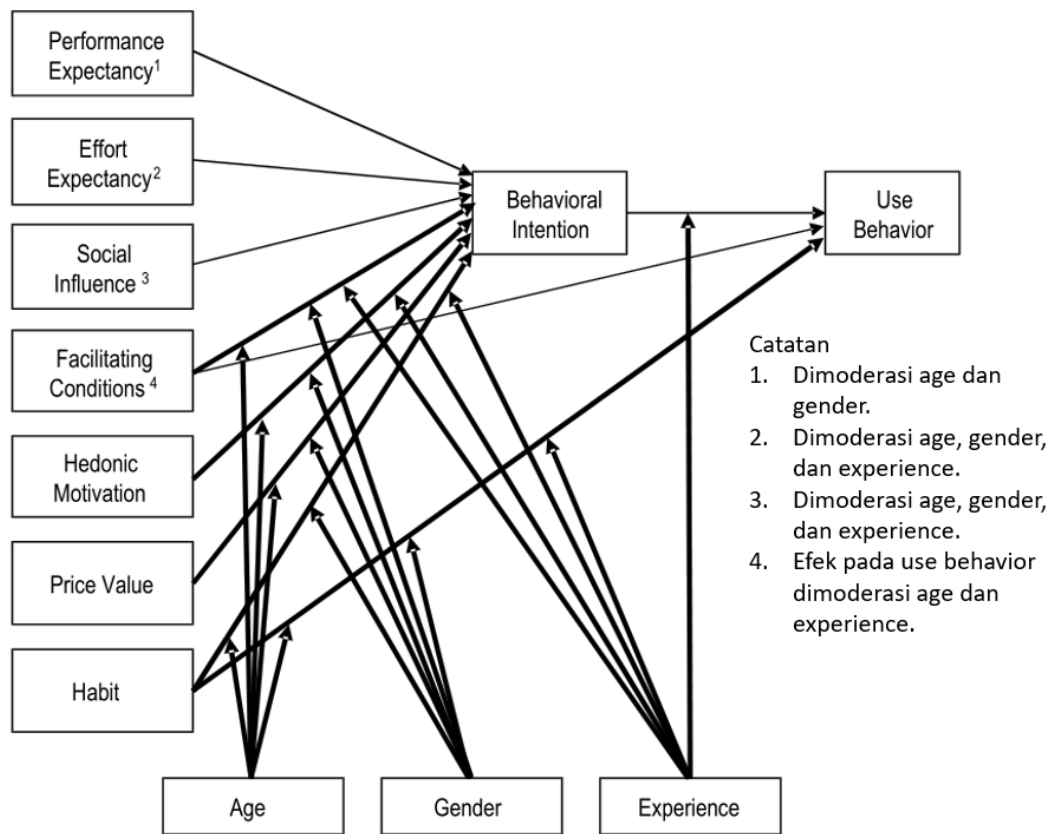 Performance
Expectancy1
Effort
Expectancy2
Social
Influence 3
Facilitating
Conditions 4
Hedonic
Motivation
Price Value
Habit
Behavioral
Intention
Use
Behavior
Catatan
1. Dimoderasi age dan
gender.
2. Dimoderasi age, gender,
dan experience.
3. Dimoderasi age, gender,
dan experience.
4. Efek pada use behavior
dimoderasi age dan
experience.
Age
Gender
Experience